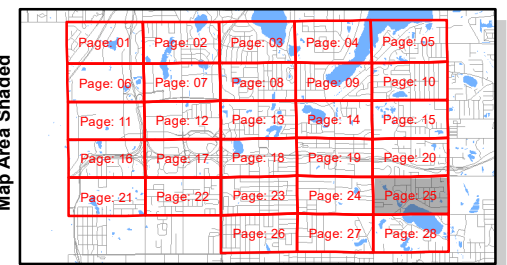 Map Area Shaded
Page: 01 Page: 02 Page: 03 Page: 04 Page: 05
Page: 06 Page: 07 Page: 08 Page: 09 Page: 10
Page: 11 Page: 12 Page: 13 Page: 14 Page: 15
Page: 16 Page: 17 Page: 18 Page: 19 Page: 20
Page: 21 Page: 22 Page: 23 Page: 24 Page: 25
Page: 26 Page: 27 Page: 28